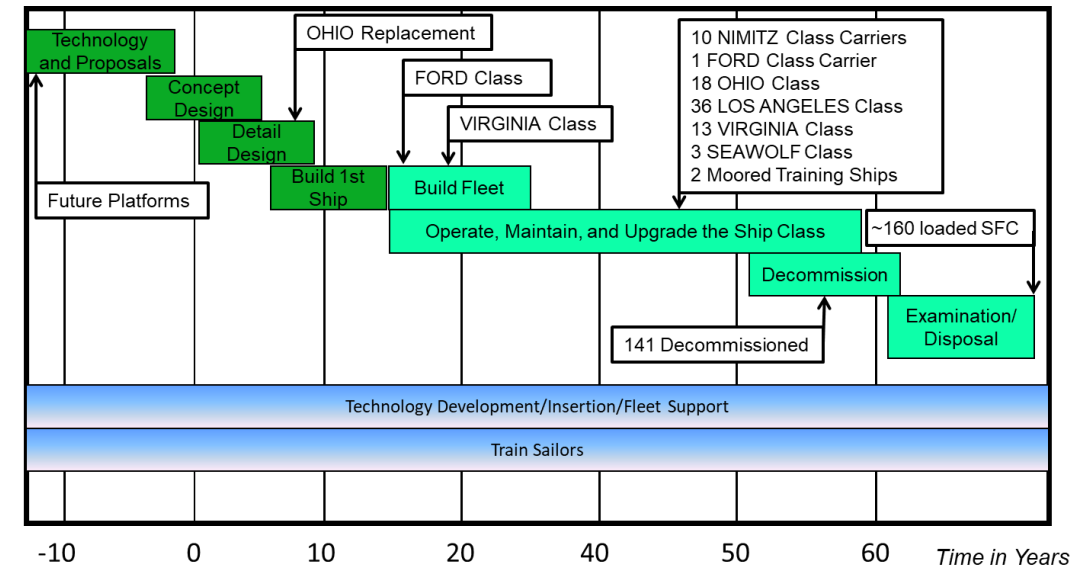 Technology
and Proposals
OHIO Replacement
10 NIMITZ Class Carriers
1 FORD Class Carrier
18 OHIO Class
36 LOS ANGELES Class
13 VIRGINIA Class
3 SEAWOLF Class
2 Moored Training Ships
FORD Class
Concept
Design
VIRGINIA Class
Detail
Design
Build 1st
Ship
Build Fleet
Future Platforms
Operate, Maintain, and Upgrade the Ship Class
~160 loaded SFC
Decommission
Examination/
Disposal
141 Decommissioned
Technology Development/Insertion/Fleet Support
Train Sailors
-10 0 10 20 40 50 60 Time in Years